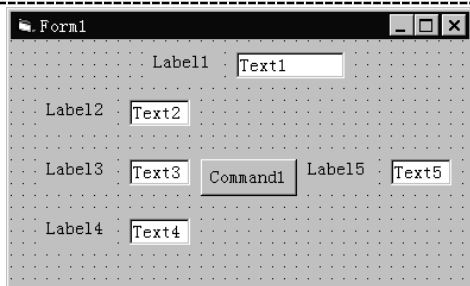 Form1
Label1 Text1
Label2 Text2
Label3 Text3 Command1 Label5 Text5
Label4 Text4